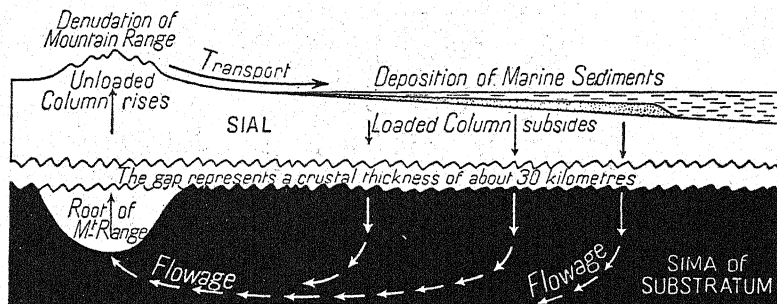 Denudation of
Mountain Range
Transport
Unloaded
Column rises
Deposition of Marine Sediments
SIAL
Loaded Column subsides
The gap represents a crustal thickness of about 30 kilometres
Root of
Mt Range
Flowage
Flowage
SIMA of
SUBSTRATUM